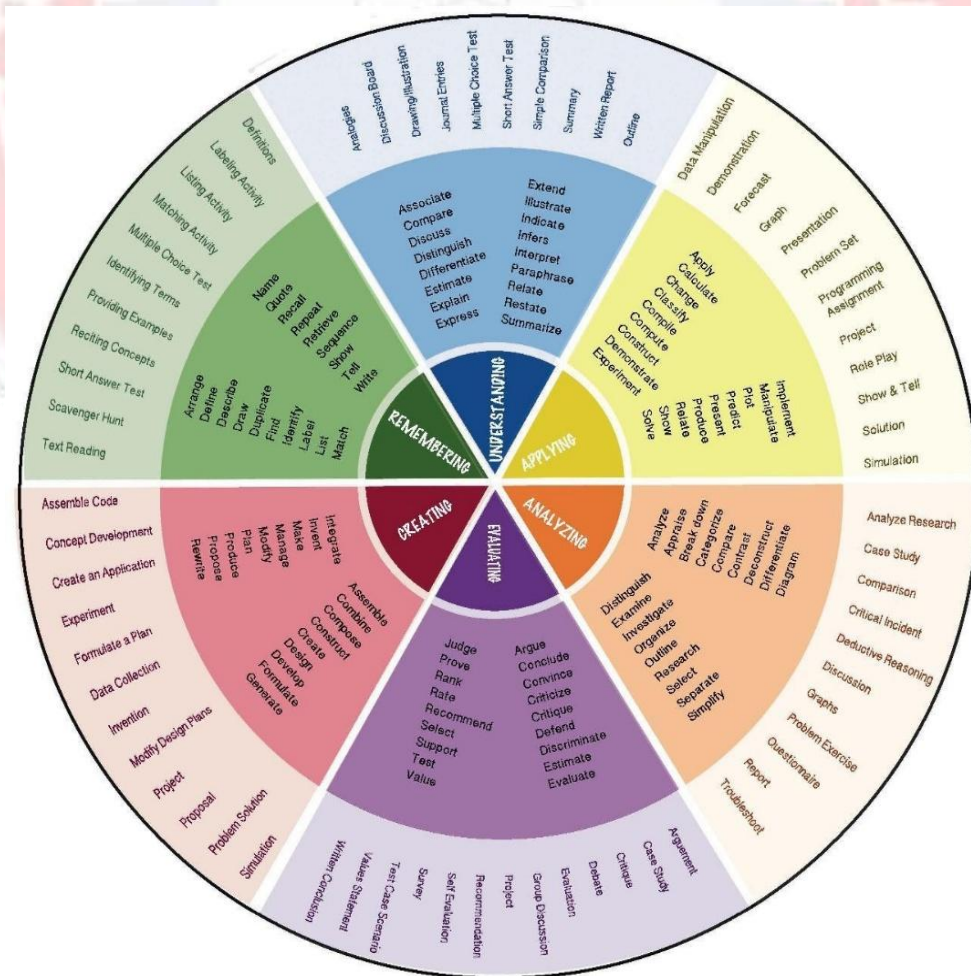 Analogies
Discussion Board
Drawing/Illustration
Journal Entries
Multiple Choice Test
Short Answer Test
Simple Comparison
Summary
Written Report
Outline
Associate
Compare
Discuss
Distinguish
Differentiate
Estimate
Explain
Express
Extend
Illustrate
Indicate
Infers
Interpret
Paraphrase
Relate
Restate
Summarize
UNDERSTANDING
Data Manipulation
Demonstration
Forecast
Graph
Presentation
Problem Set
Programming
Assignment
Project
Role Play
Show & Tell
Solution
Simulation
Apply
Calculate
Change
Classify
Compile
Compute
Construct
Demonstrate
Experiment
Implement
Manipulate
Plot
Predict
Present
Produce
Relate
Show
Solve
APPLYING
Analyze Research
Case Study
Comparison
Critical Incident
Deductive Reasoning
Discussion
Graphs
Problem Exercise
Questionnaire
Report
Troubleshoot
Analyze
Appraise
Break down
Categorize
Compare
Contrast
Deconstruct
Differentiate
Diagram
Distinguish
Examine
Investigate
Organize
Outline
Research
Select
Separate
Simplify
ANALYZING
Arguement
Case Study
Critique
Debate
Evaluation
Group Discussion
Project
Recommendation
Self Evaluation
Survey
Test Case Scenario
Values Statement
Written Conclusion
Argue
Conclude
Convince
Criticize
Critique
Defend
Discriminate
Estimate
Evaluate
Judge
Prove
Rank
Rate
Recommend
Select
Support
Test
Value
EVALUATING
Assemble Code
Concept Development
Create an Application
Experiment
Formulate a Plan
Data Collection
Invention
Modify Design Plans
Project
Proposal
Problem Solution
Simulation
Assemble
Combine
Compose
Construct
Create
Design
Develop
Formulate
Generate
Integrate
Invent
Make
Manage
Modify
Plan
Produce
Propose
Rewrite
CREATING
Definitions
Labeling Activity
Listing Activity
Matching Activity
Multiple Choice Test
Identifying Terms
Providing Examples
Reciting Concepts
Short Answer Test
Scavenger Hunt
Text Reading
Arrange
Define
Describe
Draw
Duplicate
Find
Identify
Label
List
Match
Name
Quote
Recall
Repeat
Retrieve
Sequence
Show
Tell
Write
REMEMBERING